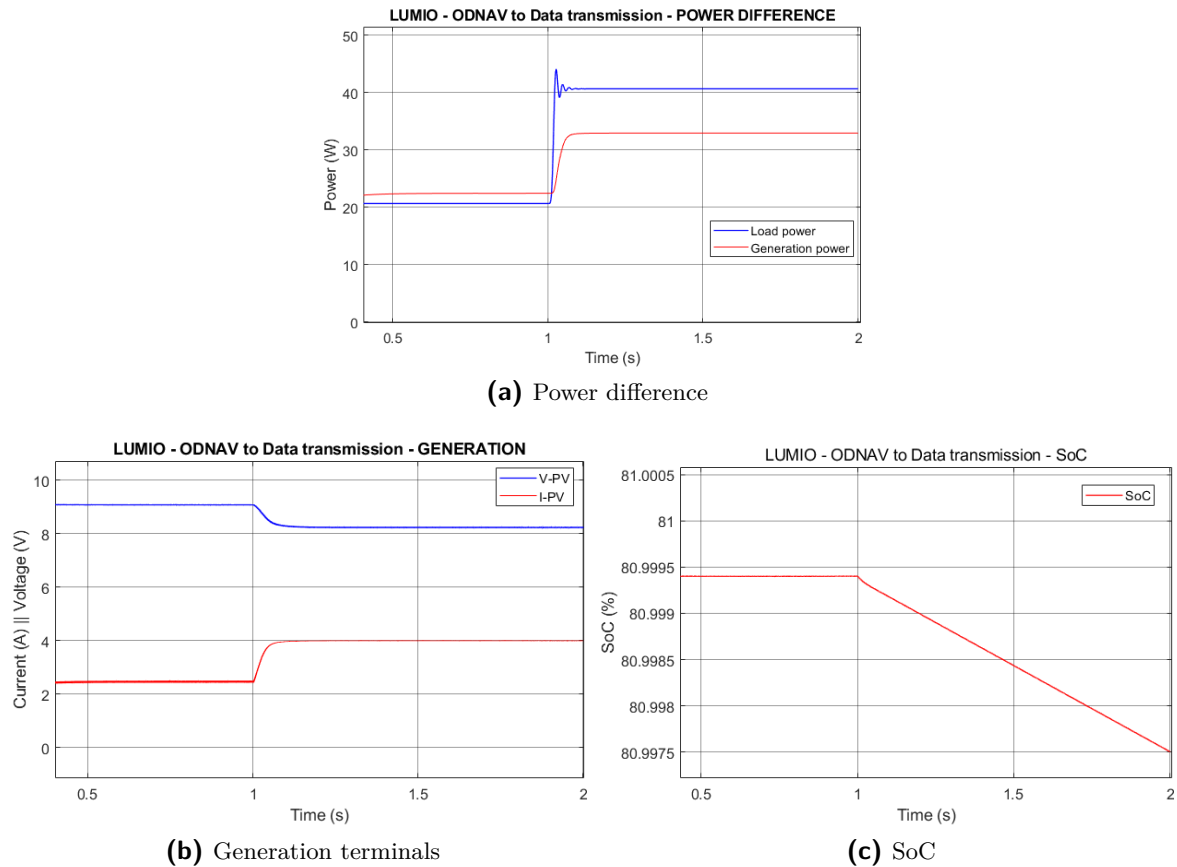 LUMIO - ODNAV to Data transmission - POWER DIFFERENCE
50
40
30
20
10
0
Power (W)
Load power
Generation power
0.5
1
1.5
2
Time (s)
(a) Power difference
LUMIO - ODNAV to Data transmission - GENERATION
V-PV
I-PV
10
8
6
4
2
0
Current (A) || Voltage (V)
0.5
1
1.5
2
Time (s)
(b) Generation terminals
LUMIO - ODNAV to Data transmission - SoC
SoC
81.0005
81
80.9995
80.999
80.9985
80.998
80.9975
SoC (%)
0.5
1
1.5
2
Time (s)
(c) SoC